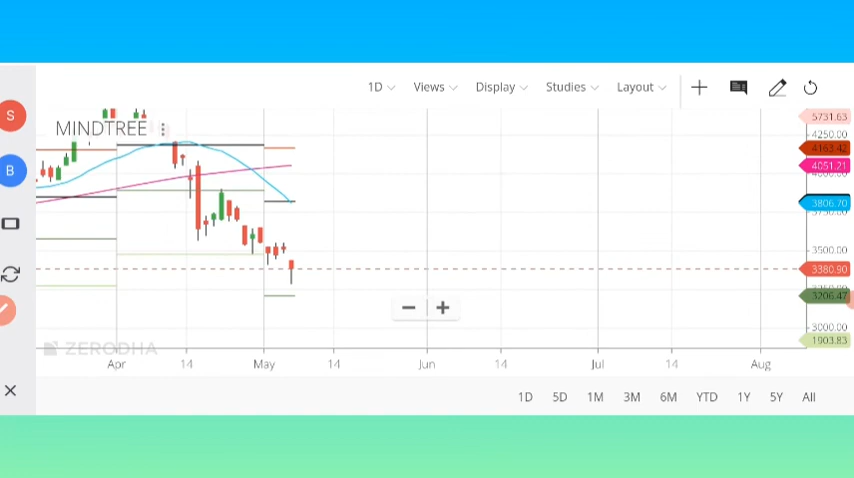 1D Views Display Studies Layout
S
MINDTREE
B
5731.63
4250.00
4163.42
4051.21
3806.70
3500.00
3380.90
3206.47
3000.00
1903.83
ZERODHA
Apr 14 May 14 Jun 14 Jul 14 Aug
1D 5D 1M 3M 6M YTD 1Y 5Y All